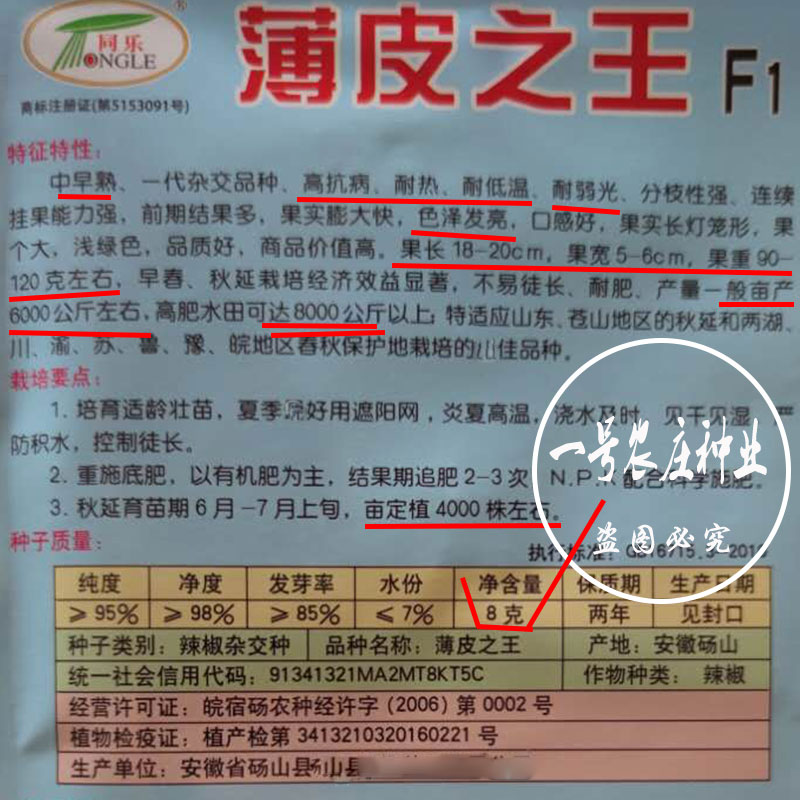 同乐
TONGLE
®
薄皮之王 F1
商标注册证(第5153091号)
特征特性:
中早熟、一代杂交品种、高抗病、耐热、耐低温、耐弱光、分枝性强、连续
挂果能力强，前期结果多，果实膨大快，色泽发亮，口感好，果实长灯笼形，果
个大，浅绿色，品质好，商品价值高。果长18-20cm，果宽5-6cm，果重90-
120克左右，早春、秋延栽培经济效益显著，不易徒长、耐肥、产量一般亩产
6000公斤左右，高肥水田可达8000公斤以上；特适应山东、苍山地区的秋延和两湖、
川、渝、苏、鲁、豫、皖地区春秋保护地栽培的佳品种。
栽培要点:
1. 培育适龄壮苗，夏季好用遮阳网，炎夏高温，浇水及时，见干见湿，严
防积水，控制徒长。
2. 重施底肥，以有机肥为主，结果期追肥2-3次，N.P.K配合科学施肥。
3. 秋延育苗期6月-7月上旬，亩定植4000株左右。
一号农庄种业
盗图必究
种子质量:
执行标准: GB16715.3-2010
纯度 净度 发芽率 水份 净含量 保质期 生产日期
≥95% ≥98% ≥85% ≤7% 8克 两年 见封口
种子类别: 辣椒杂交种 品种名称: 薄皮之王 产地: 安徽砀山
统一社会信用代码: 91341321MA2MT8KT5C 作物种类: 辣椒
经营许可证: 皖宿砀农种经许字(2006)第0002号
植物检疫证: 植产检第3413210320160221号
生产单位: 安徽省砀山县砀山县